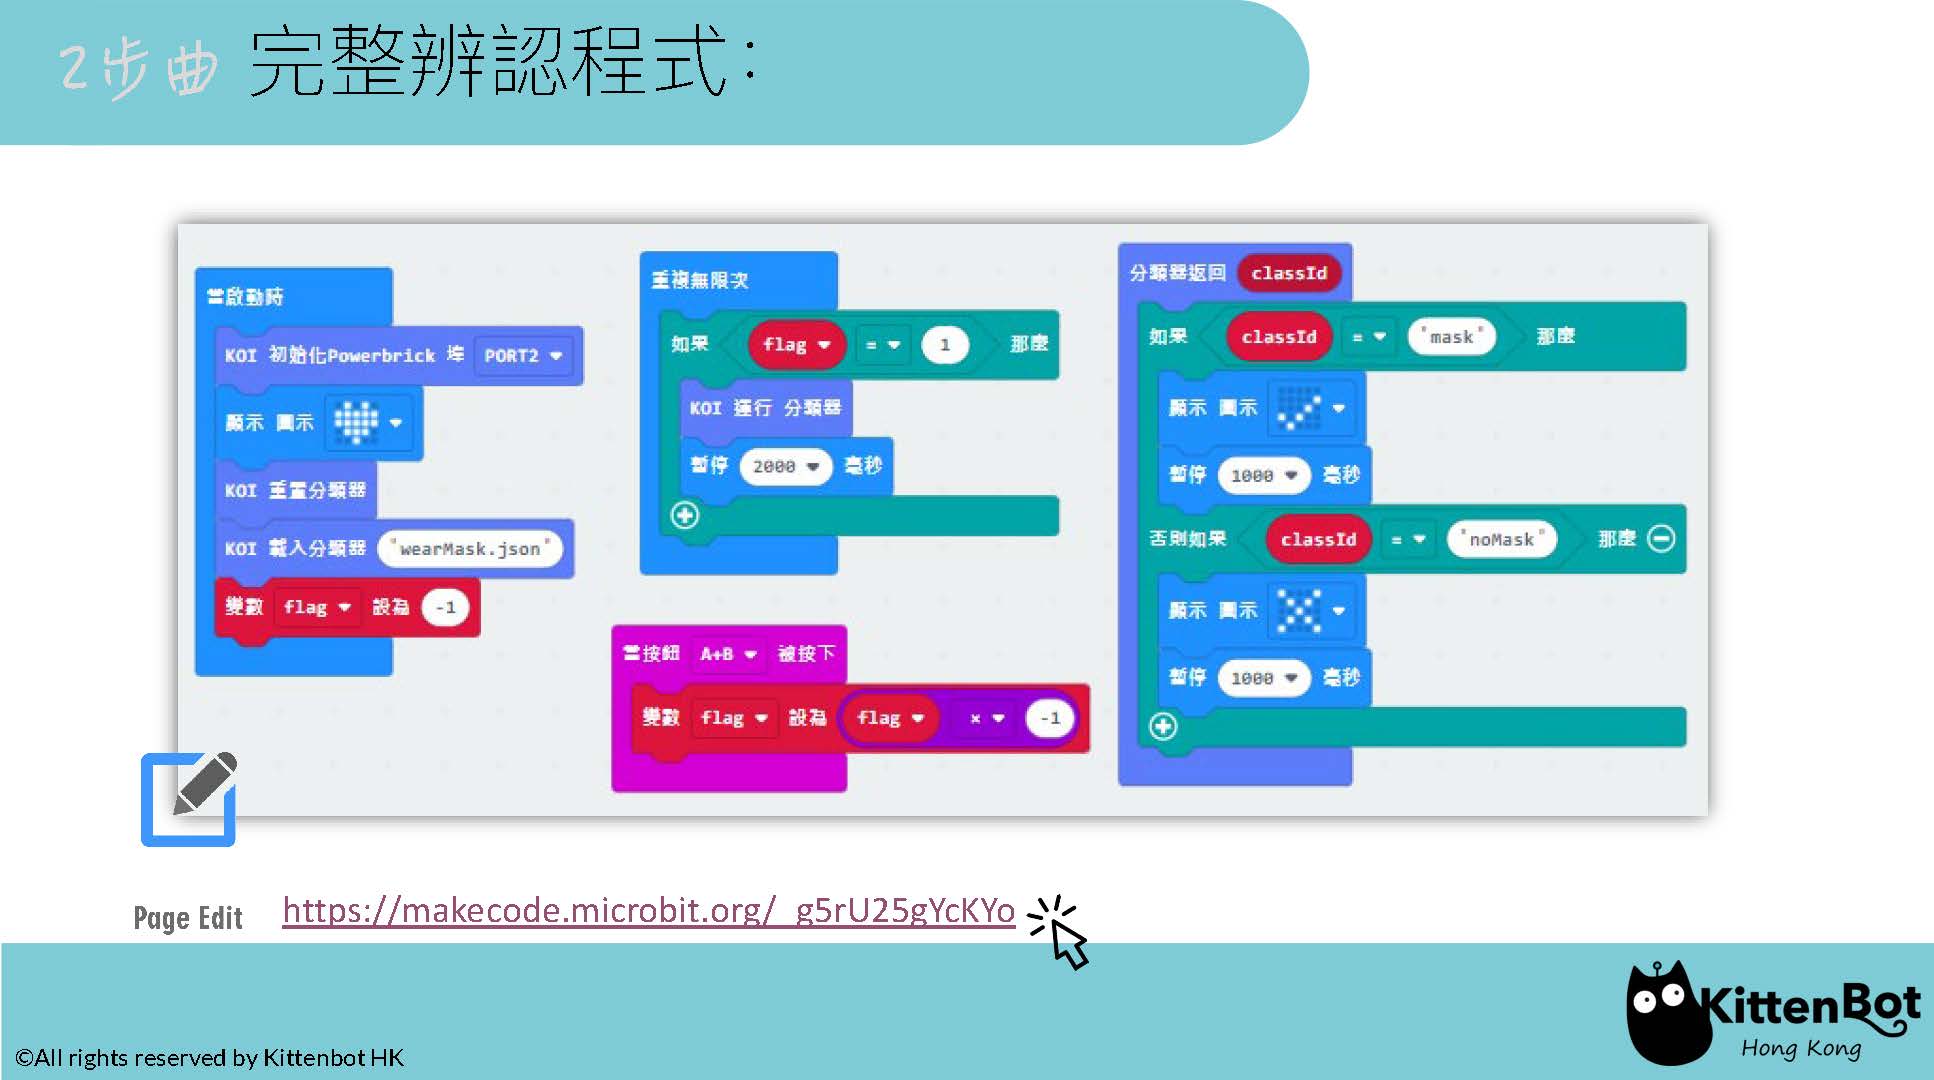 2步曲 完整辨認程式:
當啟動時
KOI 初始化Powerbrick 埠 PORT2
顯示 圖示
KOI 重置分類器
KOI 載入分類器 "wearMask.json"
變數 flag 設為 -1
重複無限次
如果 flag = 1 那麼
KOI 運行 分類器
暫停 2000 毫秒
當按鈕 A+B 被按下
變數 flag 設為 flag × -1
分類器返回 classId
如果 classId = "mask" 那麼
顯示 圖示
暫停 1000 毫秒
否則如果 classId = "noMask" 那麼
顯示 圖示
暫停 1000 毫秒
Page Edit https://makecode.microbit.org/_g5rU25gYcKYo
KittenBot
Hong Kong
©All rights reserved by Kittenbot HK